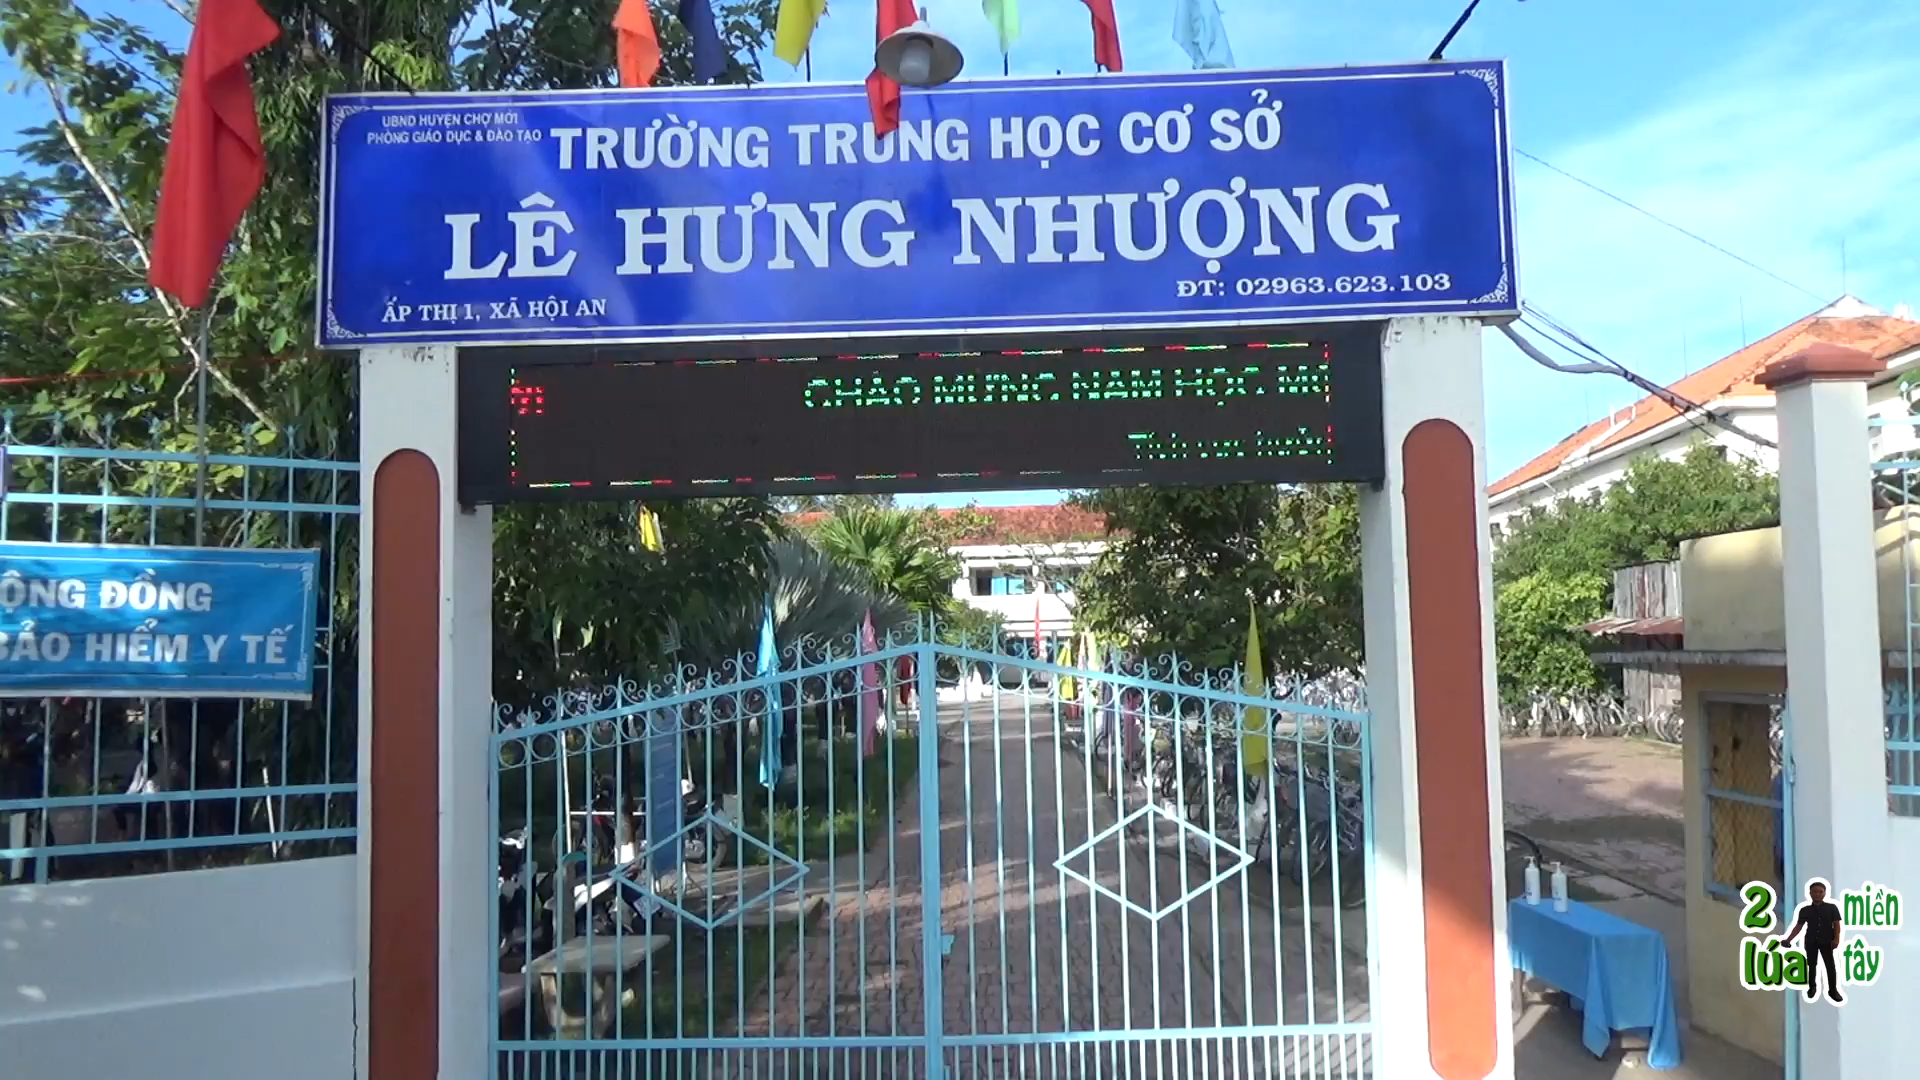 UBND HUYỆN CHỢ MỚI
PHÒNG GIÁO DỤC & ĐÀO TẠO
TRƯỜNG TRUNG HỌC CƠ SỞ
LÊ HƯNG NHƯỢNG
ẤP THỊ 1, XÃ HỘI AN
ĐT: 02963.623.103
CHÀO MỪNG NĂM HỌC
ỘNG ĐỒNG
BẢO HIỂM Y TẾ
2 miền
lúa tây